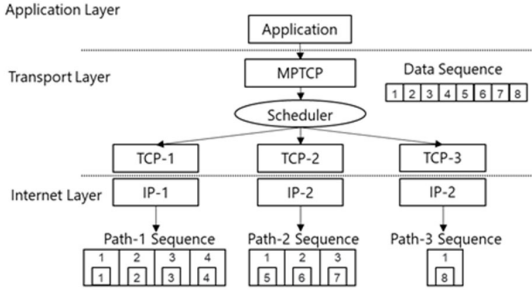 Application Layer
Application
Transport Layer
MPTCP
Data Sequence
1 2 3 4 5 6 7 8
Scheduler
TCP-1 TCP-2 TCP-3
Internet Layer
IP-1 IP-2 IP-2
Path-1 Sequence Path-2 Sequence Path-3 Sequence
1 2 3 4 1 2 3 1
1 2 3 4 5 6 7 8